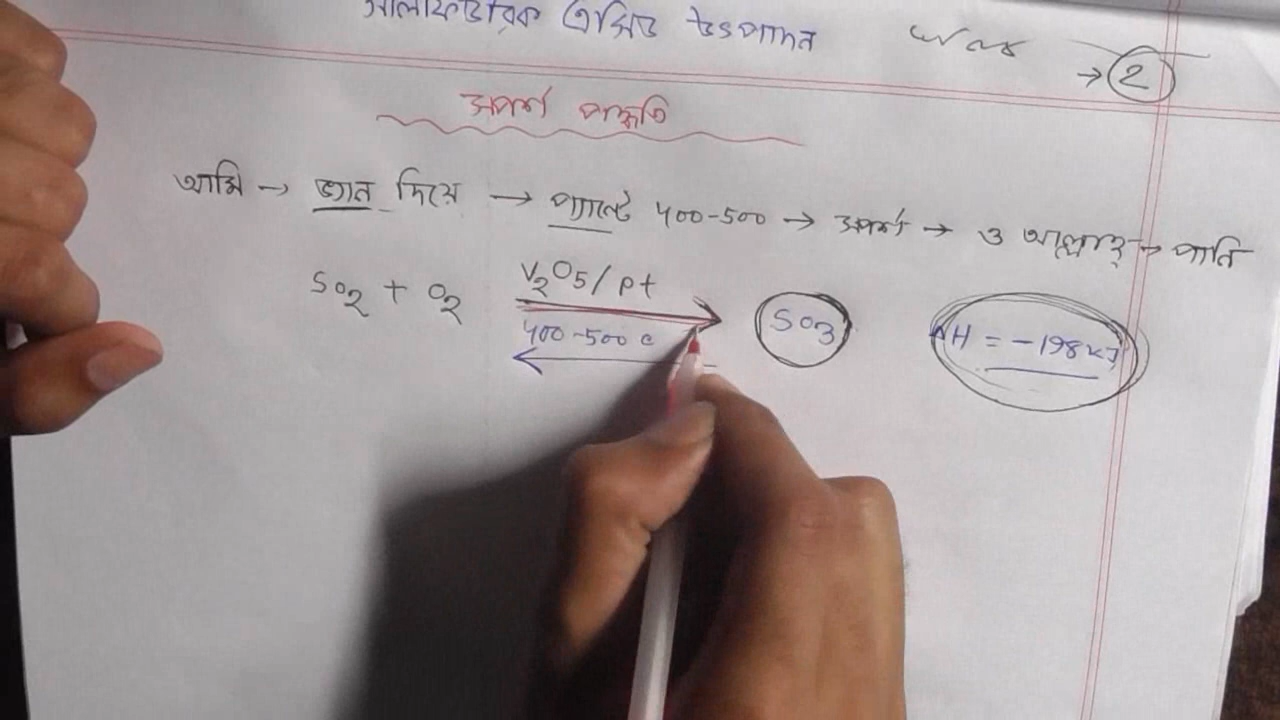 সালফিউরিক এসিড উৎপাদন
→ 2
স্পর্শ পদ্ধতি
আমি → ভ্যান দিয়ে → প্যান্টে 400-500 → স্পর্শ → ও আল্লাহ্ → পানি
SO2 + O2 V2O5/pt SO3 ΔH = -198KJ
400-500 c